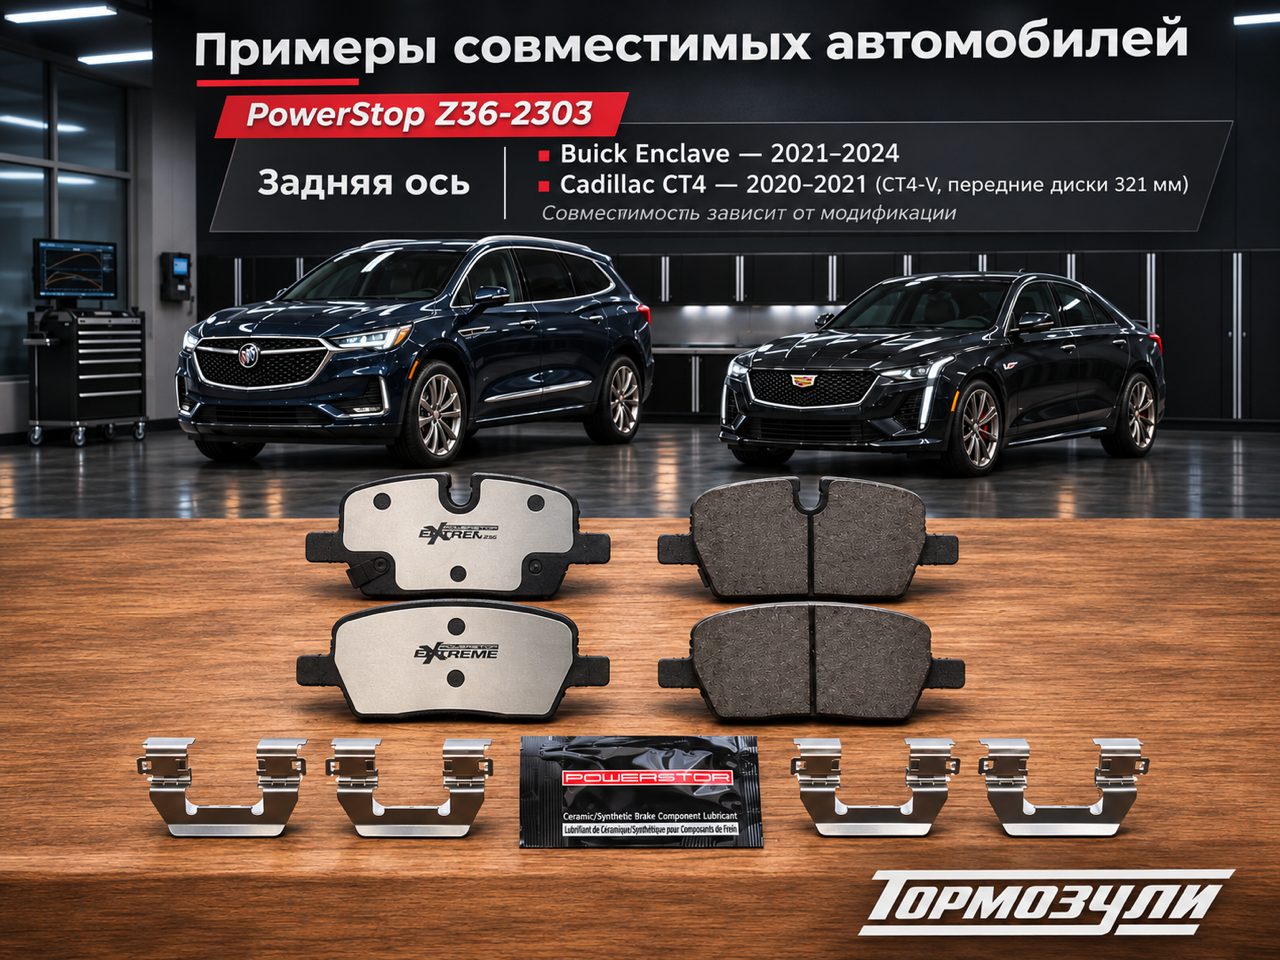 Примеры совместимых автомобилей
PowerStop Z36-2303
Задняя ось
Buick Enclave — 2021–2024
Cadillac CT4 — 2020–2021 (CT4-V, передние диски 321 мм)
Совместимость зависит от модификации
POWERSTOP
EXTREME
POWERSTOR
Ceramic/Synthetic Brake Component Lubricant
Lubrifiant de Céramique/Synthétique pour Composants de Frein
ТОРМОЗУЛИ